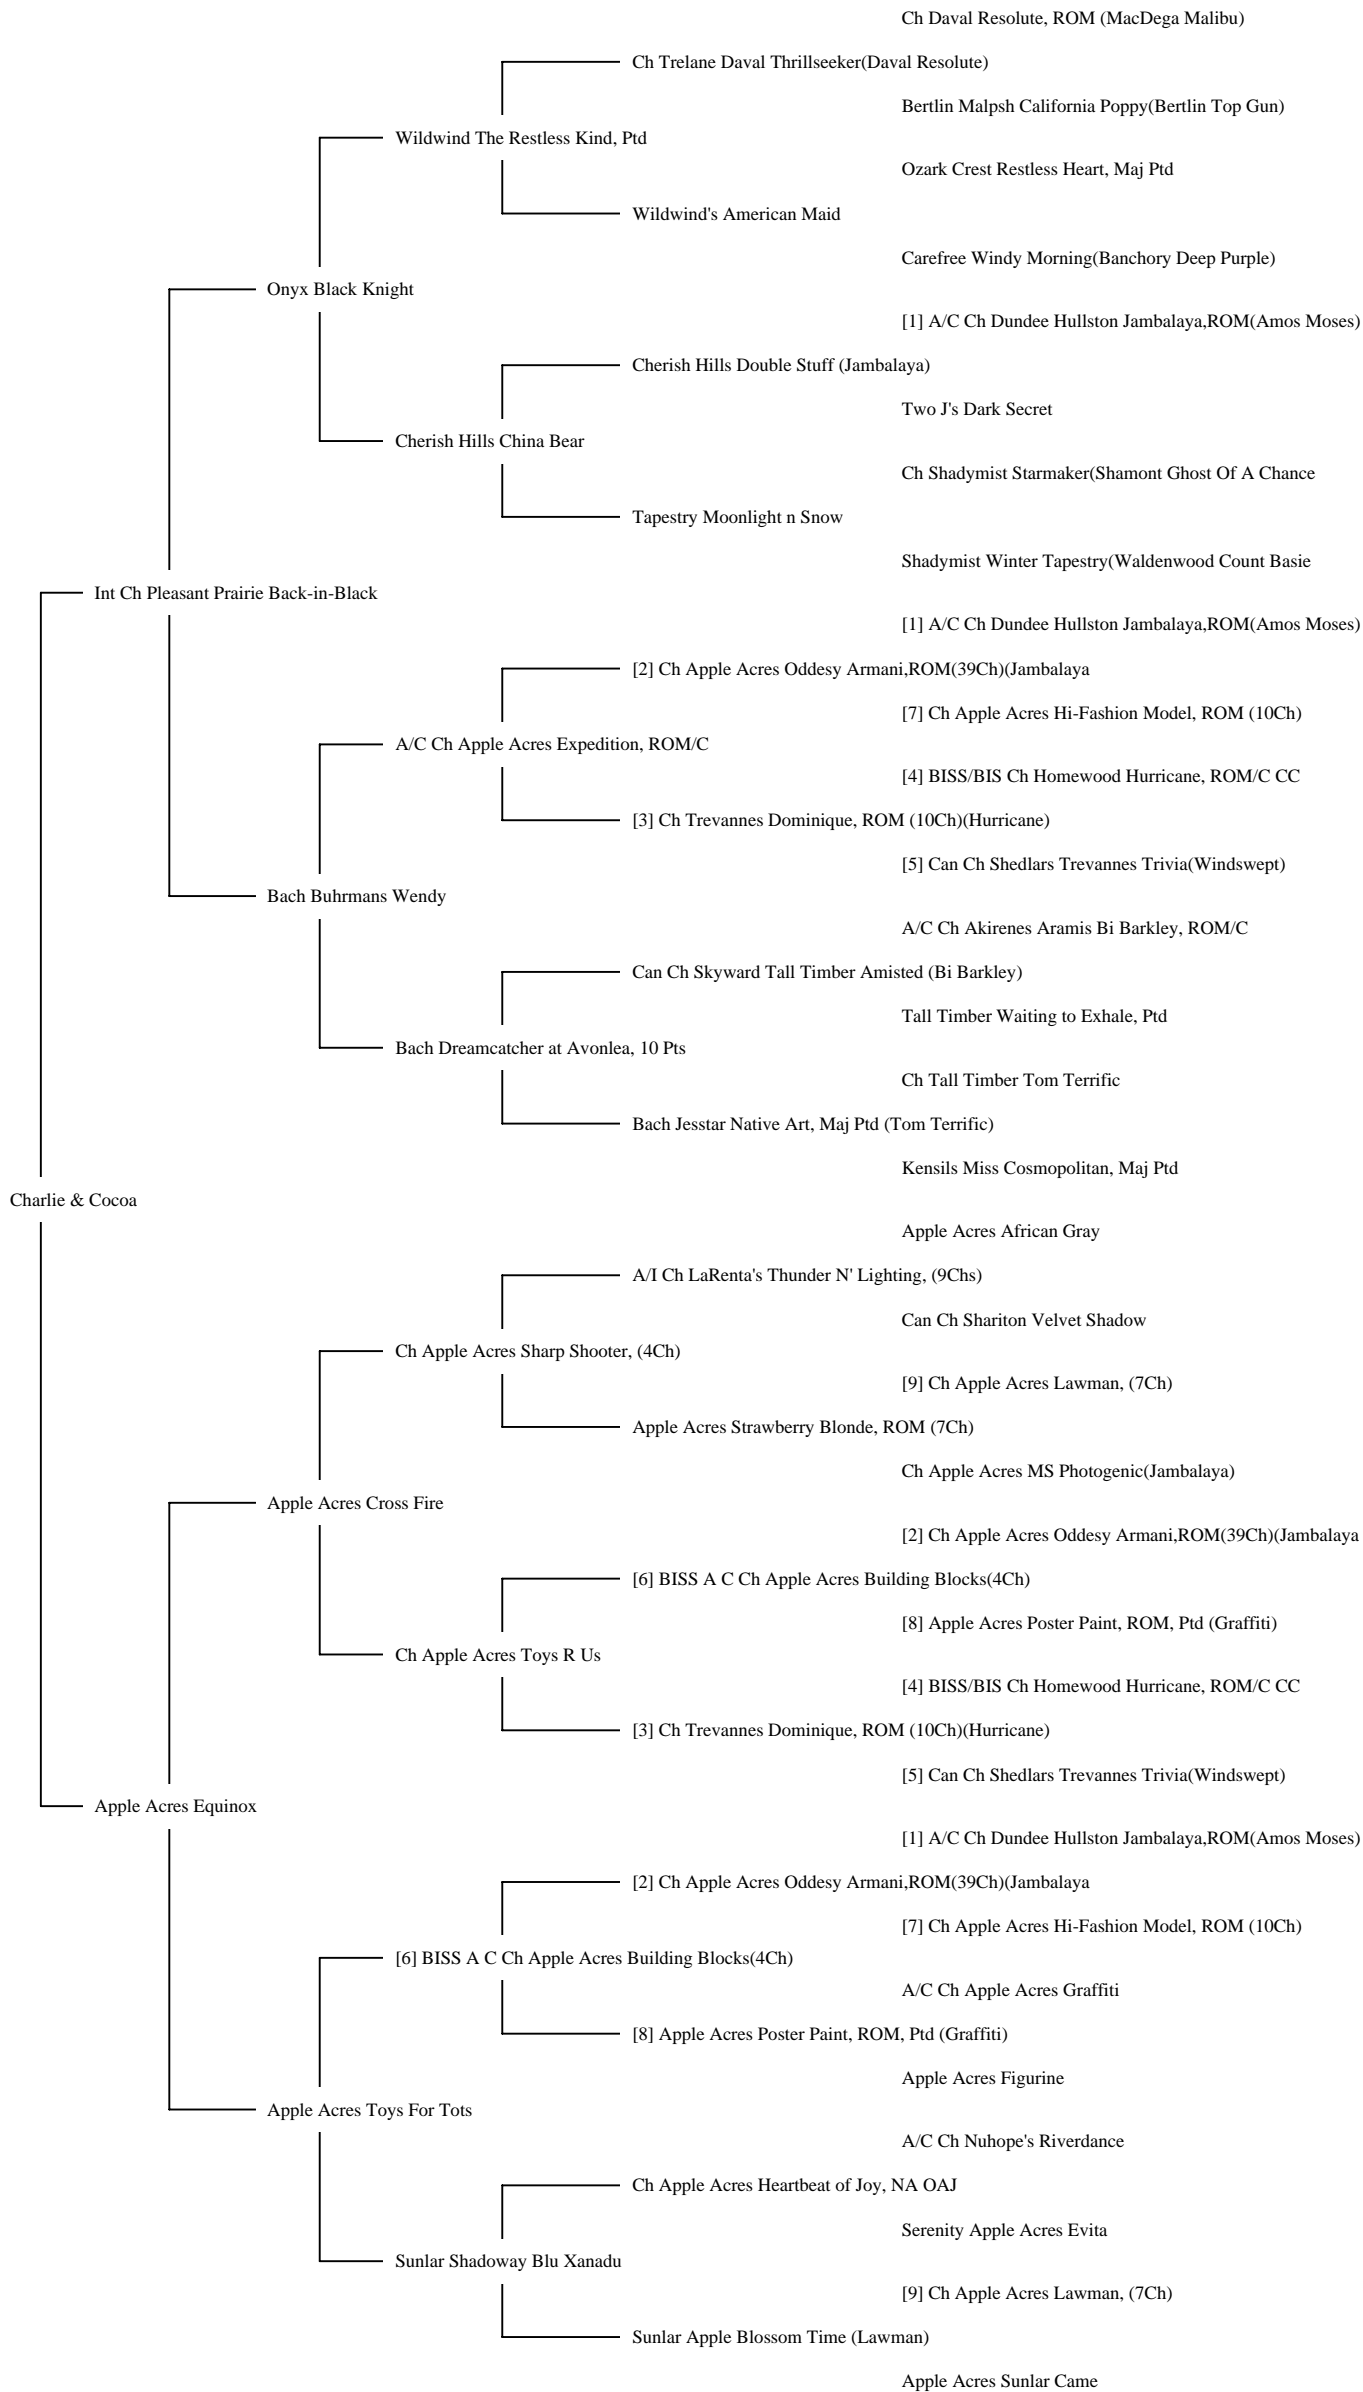 Ch Daval Resolute, ROM (MacDega Malibu)
Ch Trelane Daval Thrillseeker(Daval Resolute)
Bertlin Malpsh California Poppy(Bertlin Top Gun)
Wildwind The Restless Kind, Ptd
Ozark Crest Restless Heart, Maj Ptd
Wildwind's American Maid
Carefree Windy Morning(Banchory Deep Purple)
Onyx Black Knight
[1] A/C Ch Dundee Hullston Jambalaya,ROM(Amos Moses)
Cherish Hills Double Stuff (Jambalaya)
Two J's Dark Secret
Cherish Hills China Bear
Ch Shadymist Starmaker(Shamont Ghost Of A Chance
Tapestry Moonlight n Snow
Shadymist Winter Tapestry(Waldenwood Count Basie
Int Ch Pleasant Prairie Back-in-Black
[1] A/C Ch Dundee Hullston Jambalaya,ROM(Amos Moses)
[2] Ch Apple Acres Oddesy Armani,ROM(39Ch)(Jambalaya
[7] Ch Apple Acres Hi-Fashion Model, ROM (10Ch)
A/C Ch Apple Acres Expedition, ROM/C
[4] BISS/BIS Ch Homewood Hurricane, ROM/C CC
[3] Ch Trevannes Dominique, ROM (10Ch)(Hurricane)
[5] Can Ch Shedlars Trevannes Trivia(Windswept)
Bach Buhrmans Wendy
A/C Ch Akirenes Aramis Bi Barkley, ROM/C
Can Ch Skyward Tall Timber Amisted (Bi Barkley)
Tall Timber Waiting to Exhale, Ptd
Bach Dreamcatcher at Avonlea, 10 Pts
Ch Tall Timber Tom Terrific
Bach Jesstar Native Art, Maj Ptd (Tom Terrific)
Kensils Miss Cosmopolitan, Maj Ptd
Charlie & Cocoa
Apple Acres African Gray
A/I Ch LaRenta's Thunder N' Lighting, (9Chs)
Can Ch Shariton Velvet Shadow
Ch Apple Acres Sharp Shooter, (4Ch)
[9] Ch Apple Acres Lawman, (7Ch)
Apple Acres Strawberry Blonde, ROM (7Ch)
Ch Apple Acres MS Photogenic(Jambalaya)
Apple Acres Cross Fire
[2] Ch Apple Acres Oddesy Armani,ROM(39Ch)(Jambalaya
[6] BISS A C Ch Apple Acres Building Blocks(4Ch)
[8] Apple Acres Poster Paint, ROM, Ptd (Graffiti)
Ch Apple Acres Toys R Us
[4] BISS/BIS Ch Homewood Hurricane, ROM/C CC
[3] Ch Trevannes Dominique, ROM (10Ch)(Hurricane)
[5] Can Ch Shedlars Trevannes Trivia(Windswept)
Apple Acres Equinox
[1] A/C Ch Dundee Hullston Jambalaya,ROM(Amos Moses)
[2] Ch Apple Acres Oddesy Armani,ROM(39Ch)(Jambalaya
[7] Ch Apple Acres Hi-Fashion Model, ROM (10Ch)
[6] BISS A C Ch Apple Acres Building Blocks(4Ch)
A/C Ch Apple Acres Graffiti
[8] Apple Acres Poster Paint, ROM, Ptd (Graffiti)
Apple Acres Figurine
Apple Acres Toys For Tots
A/C Ch Nuhope's Riverdance
Ch Apple Acres Heartbeat of Joy, NA OAJ
Serenity Apple Acres Evita
Sunlar Shadoway Blu Xanadu
[9] Ch Apple Acres Lawman, (7Ch)
Sunlar Apple Blossom Time (Lawman)
Apple Acres Sunlar Came